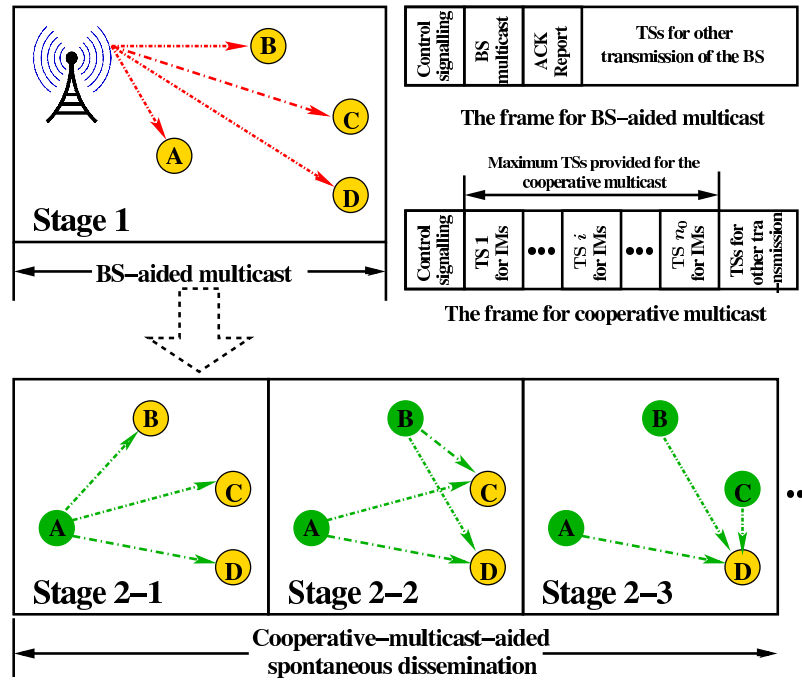 B
C
A
D
Stage 1
BS-aided multicast
Control
signalling
BS
multicast
ACK
Report
TSs for other
transmission of the BS
The frame for BS-aided multicast
Maximum TSs provided for the
cooperative multicast
Control
signalling
TS 1
for IMs
•••
TS i
for IMs
•••
TS n0
for IMs
TSs for
other tra
-nsmission
The frame for cooperative multicast
B
C
A
D
Stage 2-1
B
C
A
D
Stage 2-2
B
C
A
D
Stage 2-3
Cooperative-multicast-aided
spontaneous dissemination